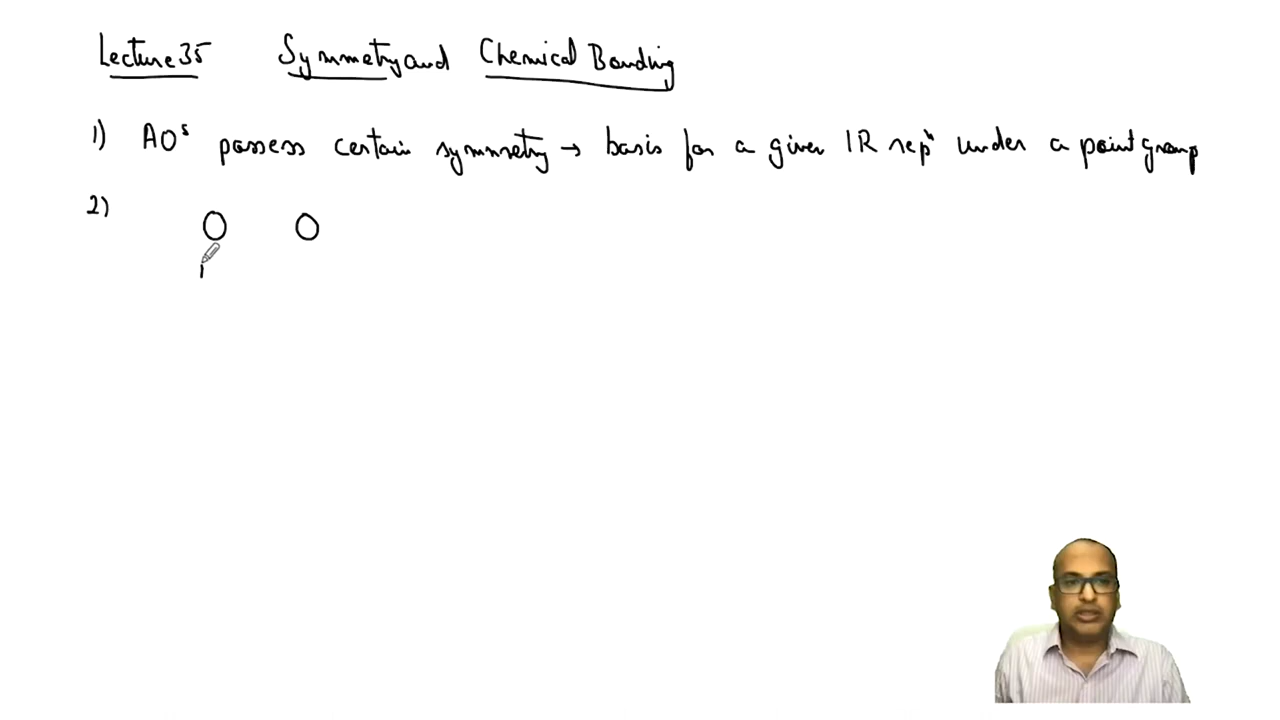 Lecture 35 Symmetry and Chemical Bonding
1) AOs possess certain symmetry → basis for a given IR repn under a point group
2)